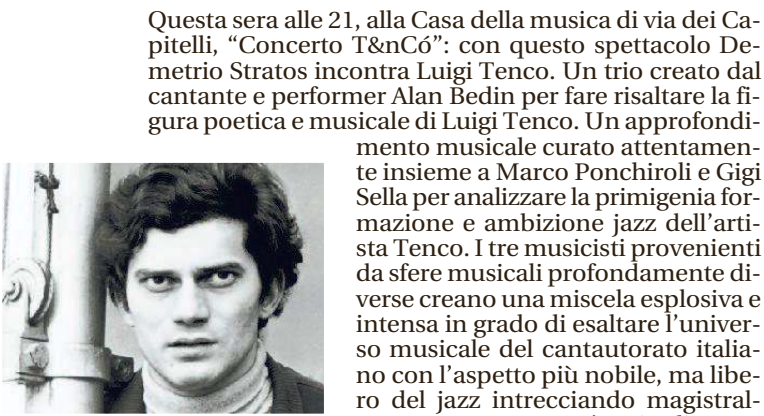 Questa sera alle 21, alla Casa della musica di via dei Ca-
pitelli, “Concerto T&nCó”: con questo spettacolo De-
metrio Stratos incontra Luigi Tenco. Un trio creato dal
cantante e performer Alan Bedin per fare risaltare la fi-
gura poetica e musicale di Luigi Tenco. Un approfondi-
mento musicale curato attentamen-
te insieme a Marco Ponchiroli e Gigi
Sella per analizzare la primigenia for-
mazione e ambizione jazz dell’arti-
sta Tenco. I tre musicisti provenienti
da sfere musicali profondamente di-
verse creano una miscela esplosiva e
intensa in grado di esaltare l’univer-
so musicale del cantautorato italia-
no con l’aspetto più nobile, ma libe-
ro del jazz intrecciando magistral-